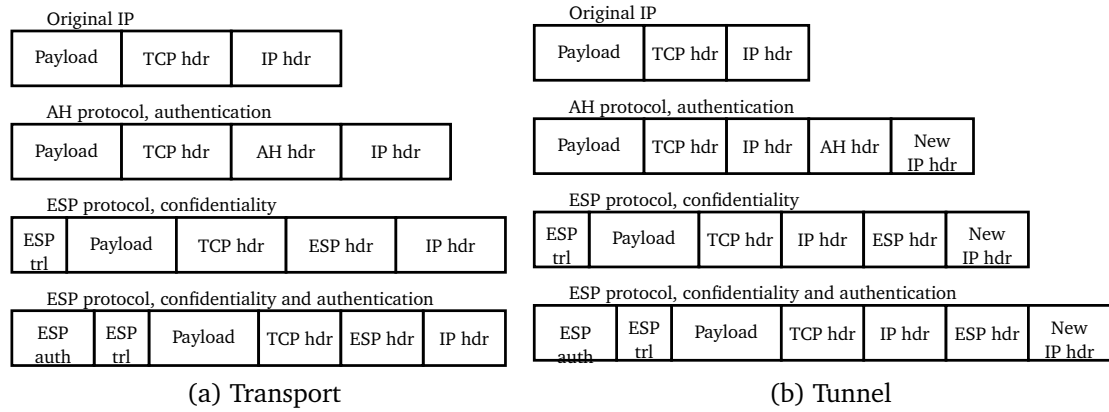 Original IP
Payload TCP hdr IP hdr
AH protocol, authentication
Payload TCP hdr AH hdr IP hdr
ESP protocol, confidentiality
ESP trl Payload TCP hdr ESP hdr IP hdr
ESP protocol, confidentiality and authentication
ESP auth ESP trl Payload TCP hdr ESP hdr IP hdr
(a) Transport
Original IP
Payload TCP hdr IP hdr
AH protocol, authentication
Payload TCP hdr IP hdr AH hdr New IP hdr
ESP protocol, confidentiality
ESP trl Payload TCP hdr IP hdr ESP hdr New IP hdr
ESP protocol, confidentiality and authentication
ESP auth ESP trl Payload TCP hdr IP hdr ESP hdr New IP hdr
(b) Tunnel